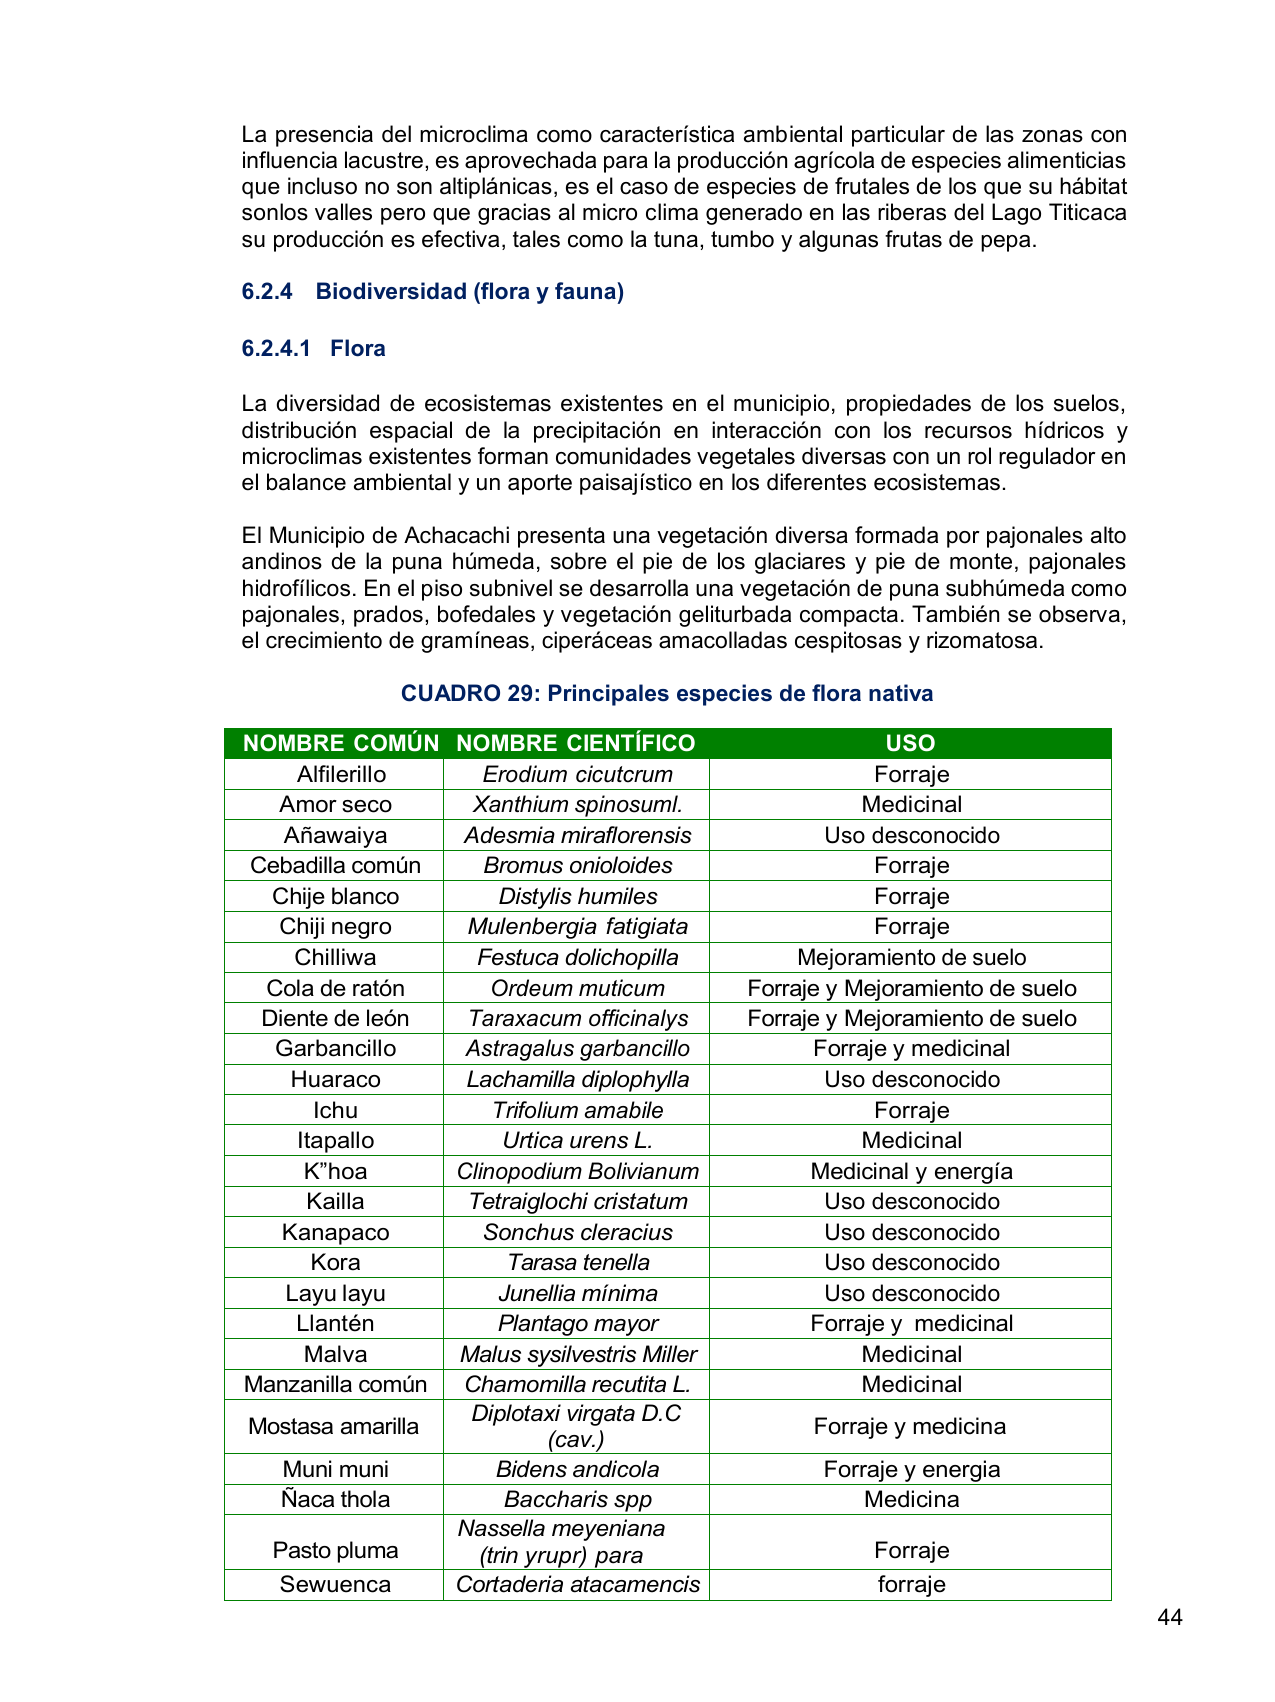 La presencia del microclima como característica ambiental particular de las zonas con
influencia lacustre, es aprovechada para la producción agrícola de especies alimenticias
que incluso no son altiplánicas, es el caso de especies de frutales de los que su hábitat
sonlos valles pero que gracias al micro clima generado en las riberas del Lago Titicaca
su producción es efectiva, tales como la tuna, tumbo y algunas frutas de pepa.
6.2.4 Biodiversidad (flora y fauna)
6.2.4.1 Flora
La diversidad de ecosistemas existentes en el municipio, propiedades de los suelos,
distribución espacial de la precipitación en interacción con los recursos hídricos y
microclimas existentes forman comunidades vegetales diversas con un rol regulador en
el balance ambiental y un aporte paisajístico en los diferentes ecosistemas.
El Municipio de Achacachi presenta una vegetación diversa formada por pajonales alto
andinos de la puna húmeda, sobre el pie de los glaciares y pie de monte, pajonales
hidrofílicos. En el piso subnivel se desarrolla una vegetación de puna subhúmeda como
pajonales, prados, bofedales y vegetación geliturbada compacta. También se observa,
el crecimiento de gramíneas, ciperáceas amacolladas cespitosas y rizomatosa.
CUADRO 29: Principales especies de flora nativa
NOMBRE COMÚN NOMBRE CIENTÍFICO USO
Alfilerillo Erodium cicutcrum Forraje
Amor seco Xanthium spinosuml. Medicinal
Añawaiya Adesmia miraflorensis Uso desconocido
Cebadilla común Bromus onioloides Forraje
Chije blanco Distylis humiles Forraje
Chiji negro Mulenbergia fatigiata Forraje
Chilliwa Festuca dolichopilla Mejoramiento de suelo
Cola de ratón Ordeum muticum Forraje y Mejoramiento de suelo
Diente de león Taraxacum officinalys Forraje y Mejoramiento de suelo
Garbancillo Astragalus garbancillo Forraje y medicinal
Huaraco Lachamilla diplophylla Uso desconocido
Ichu Trifolium amabile Forraje
Itapallo Urtica urens L. Medicinal
K”hoa Clinopodium Bolivianum Medicinal y energía
Kailla Tetraiglochi cristatum Uso desconocido
Kanapaco Sonchus cleracius Uso desconocido
Kora Tarasa tenella Uso desconocido
Layu layu Junellia mínima Uso desconocido
Llantén Plantago mayor Forraje y medicinal
Malva Malus sysilvestris Miller Medicinal
Manzanilla común Chamomilla recutita L. Medicinal
Mostasa amarilla Diplotaxi virgata D.C Forraje y medicina
(cav.)
Muni muni Bidens andicola Forraje y energia
Ñaca thola Baccharis spp Medicina
Nassella meyeniana
Pasto pluma (trin yrupr) para Forraje
Sewuenca Cortaderia atacamencis forraje
44